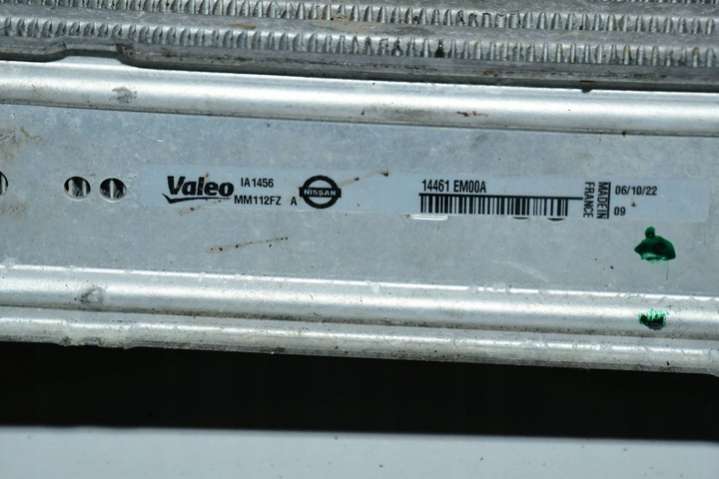 Valeo IA1456
MM112FZ A
NISSAN
14461 EM00A
MADE IN
FRANCE
06/10/22
09